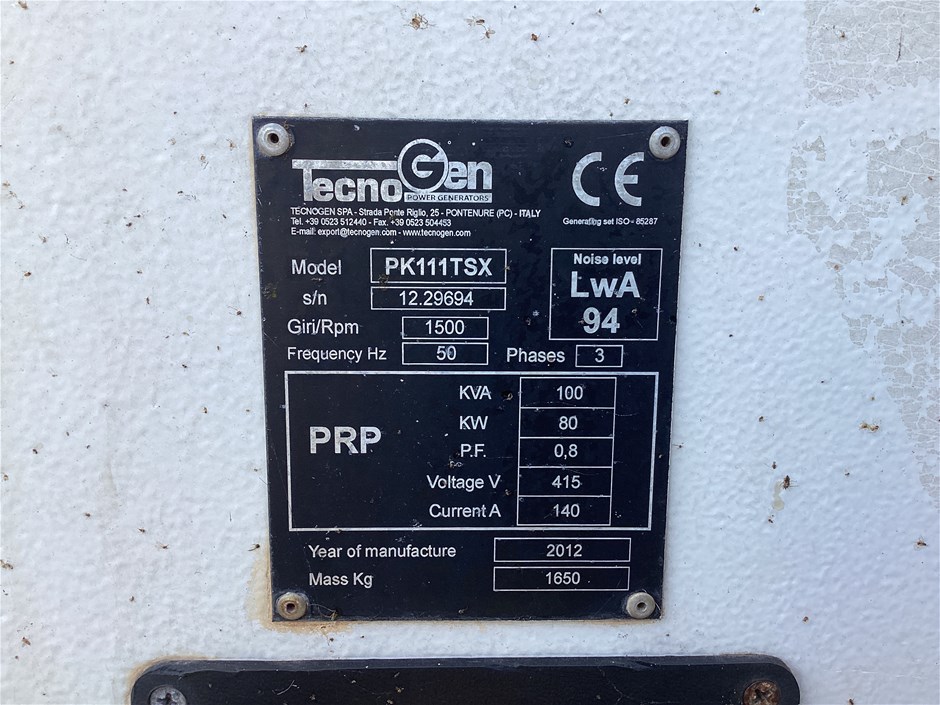 TecnoGen
POWER GENERATORS
CE
TECNOGEN SPA - Strada Ponte Riglio, 25 - PONTENURE (PC) - ITALY
Tel. +39 0523 512440 - Fax. +39 0523 504453
E-mail: export@tecnogen.com - www.tecnogen.com
Generating set ISO - 85287
Model PK111TSX
s/n 12.29694
Giri/Rpm 1500
Frequency Hz 50
Phases 3
Noise level
LwA
94
PRP
KVA 100
KW 80
P.F. 0,8
Voltage V 415
Current A 140
Year of manufacture 2012
Mass Kg 1650